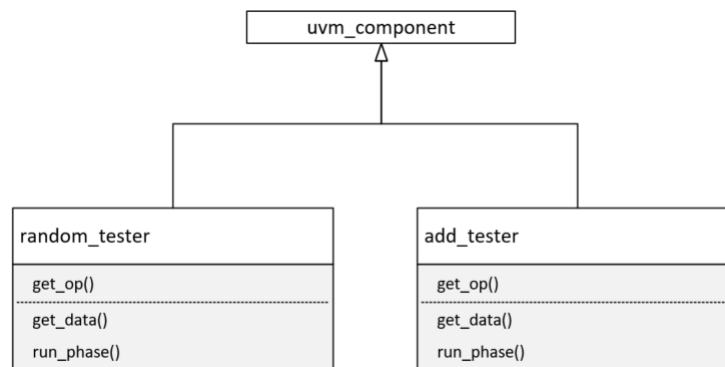 uvm_component
random_tester
get_op()
get_data()
run_phase()
add_tester
get_op()
get_data()
run_phase()